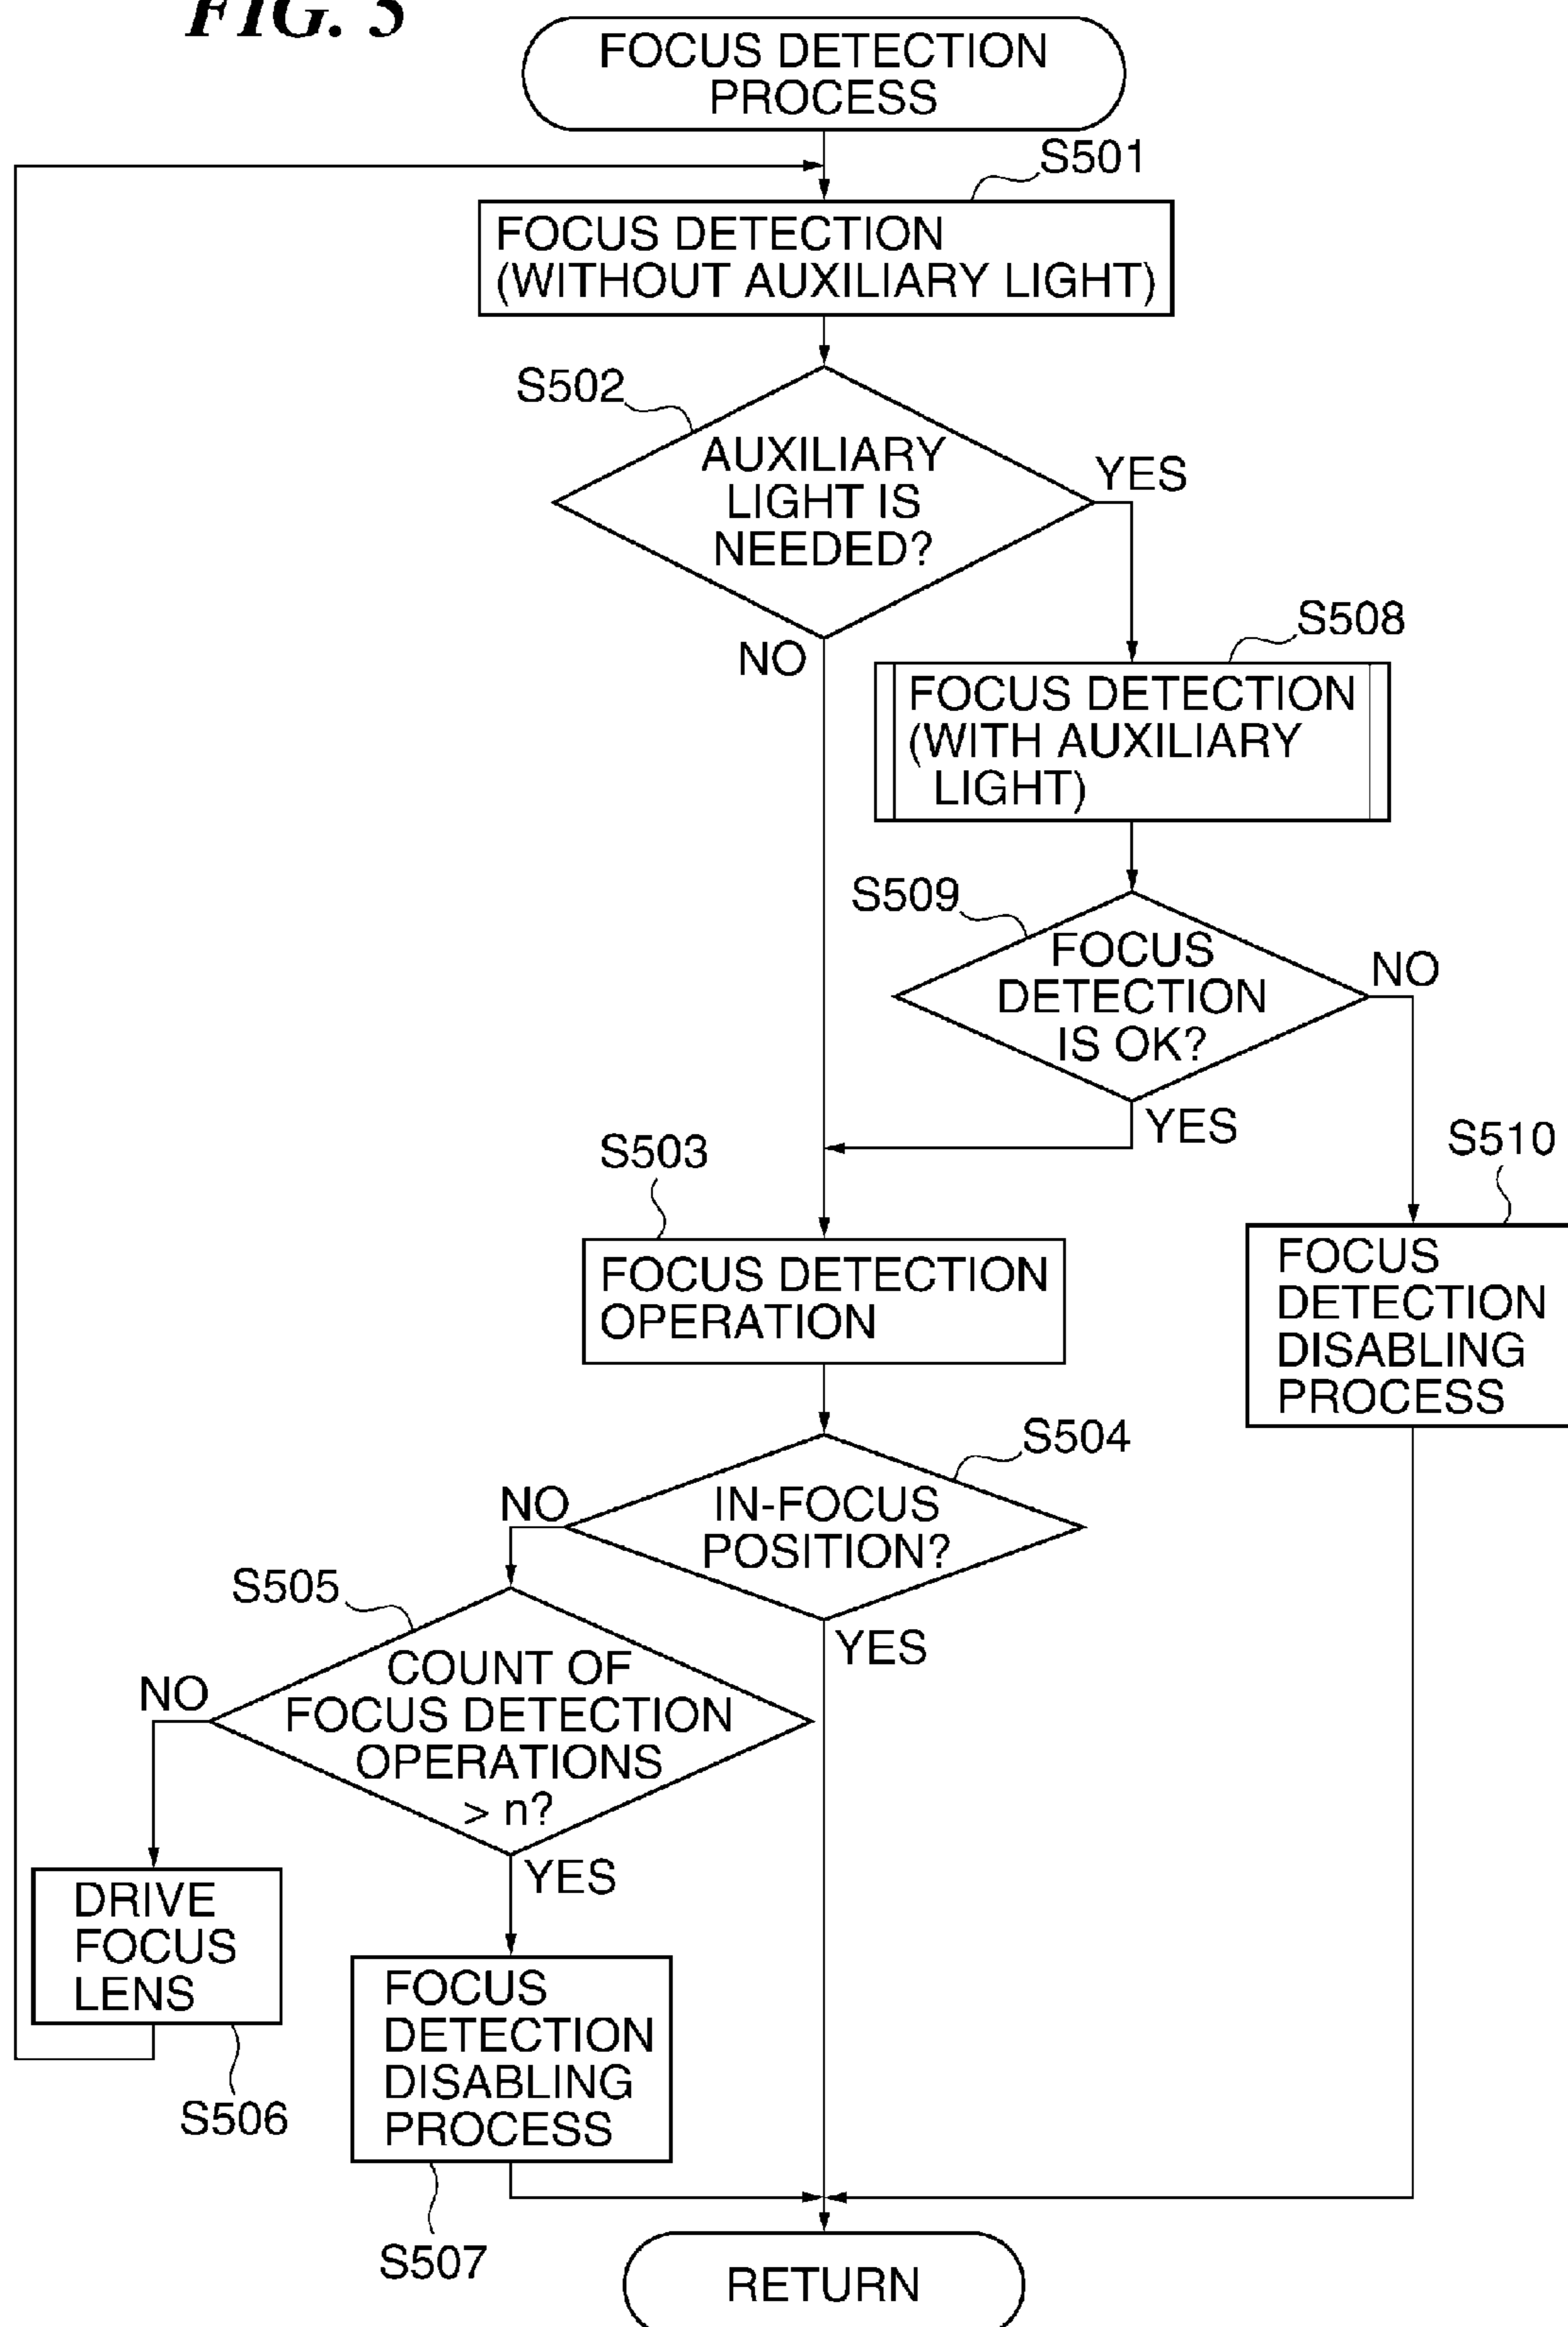 FIG. 5
FOCUS DETECTION
PROCESS
S501
FOCUS DETECTION
(WITHOUT AUXILIARY LIGHT)
S502
AUXILIARY
LIGHT IS
NEEDED?
YES
NO
S508
FOCUS DETECTION
(WITH AUXILIARY
LIGHT)
S509
FOCUS
DETECTION
IS OK?
NO
YES
S503
S510
FOCUS DETECTION
OPERATION
FOCUS
DETECTION
DISABLING
PROCESS
S504
IN-FOCUS
POSITION?
NO
YES
S505
COUNT OF
FOCUS DETECTION
OPERATIONS
> n?
NO
YES
DRIVE
FOCUS
LENS
S506
FOCUS
DETECTION
DISABLING
PROCESS
S507
RETURN